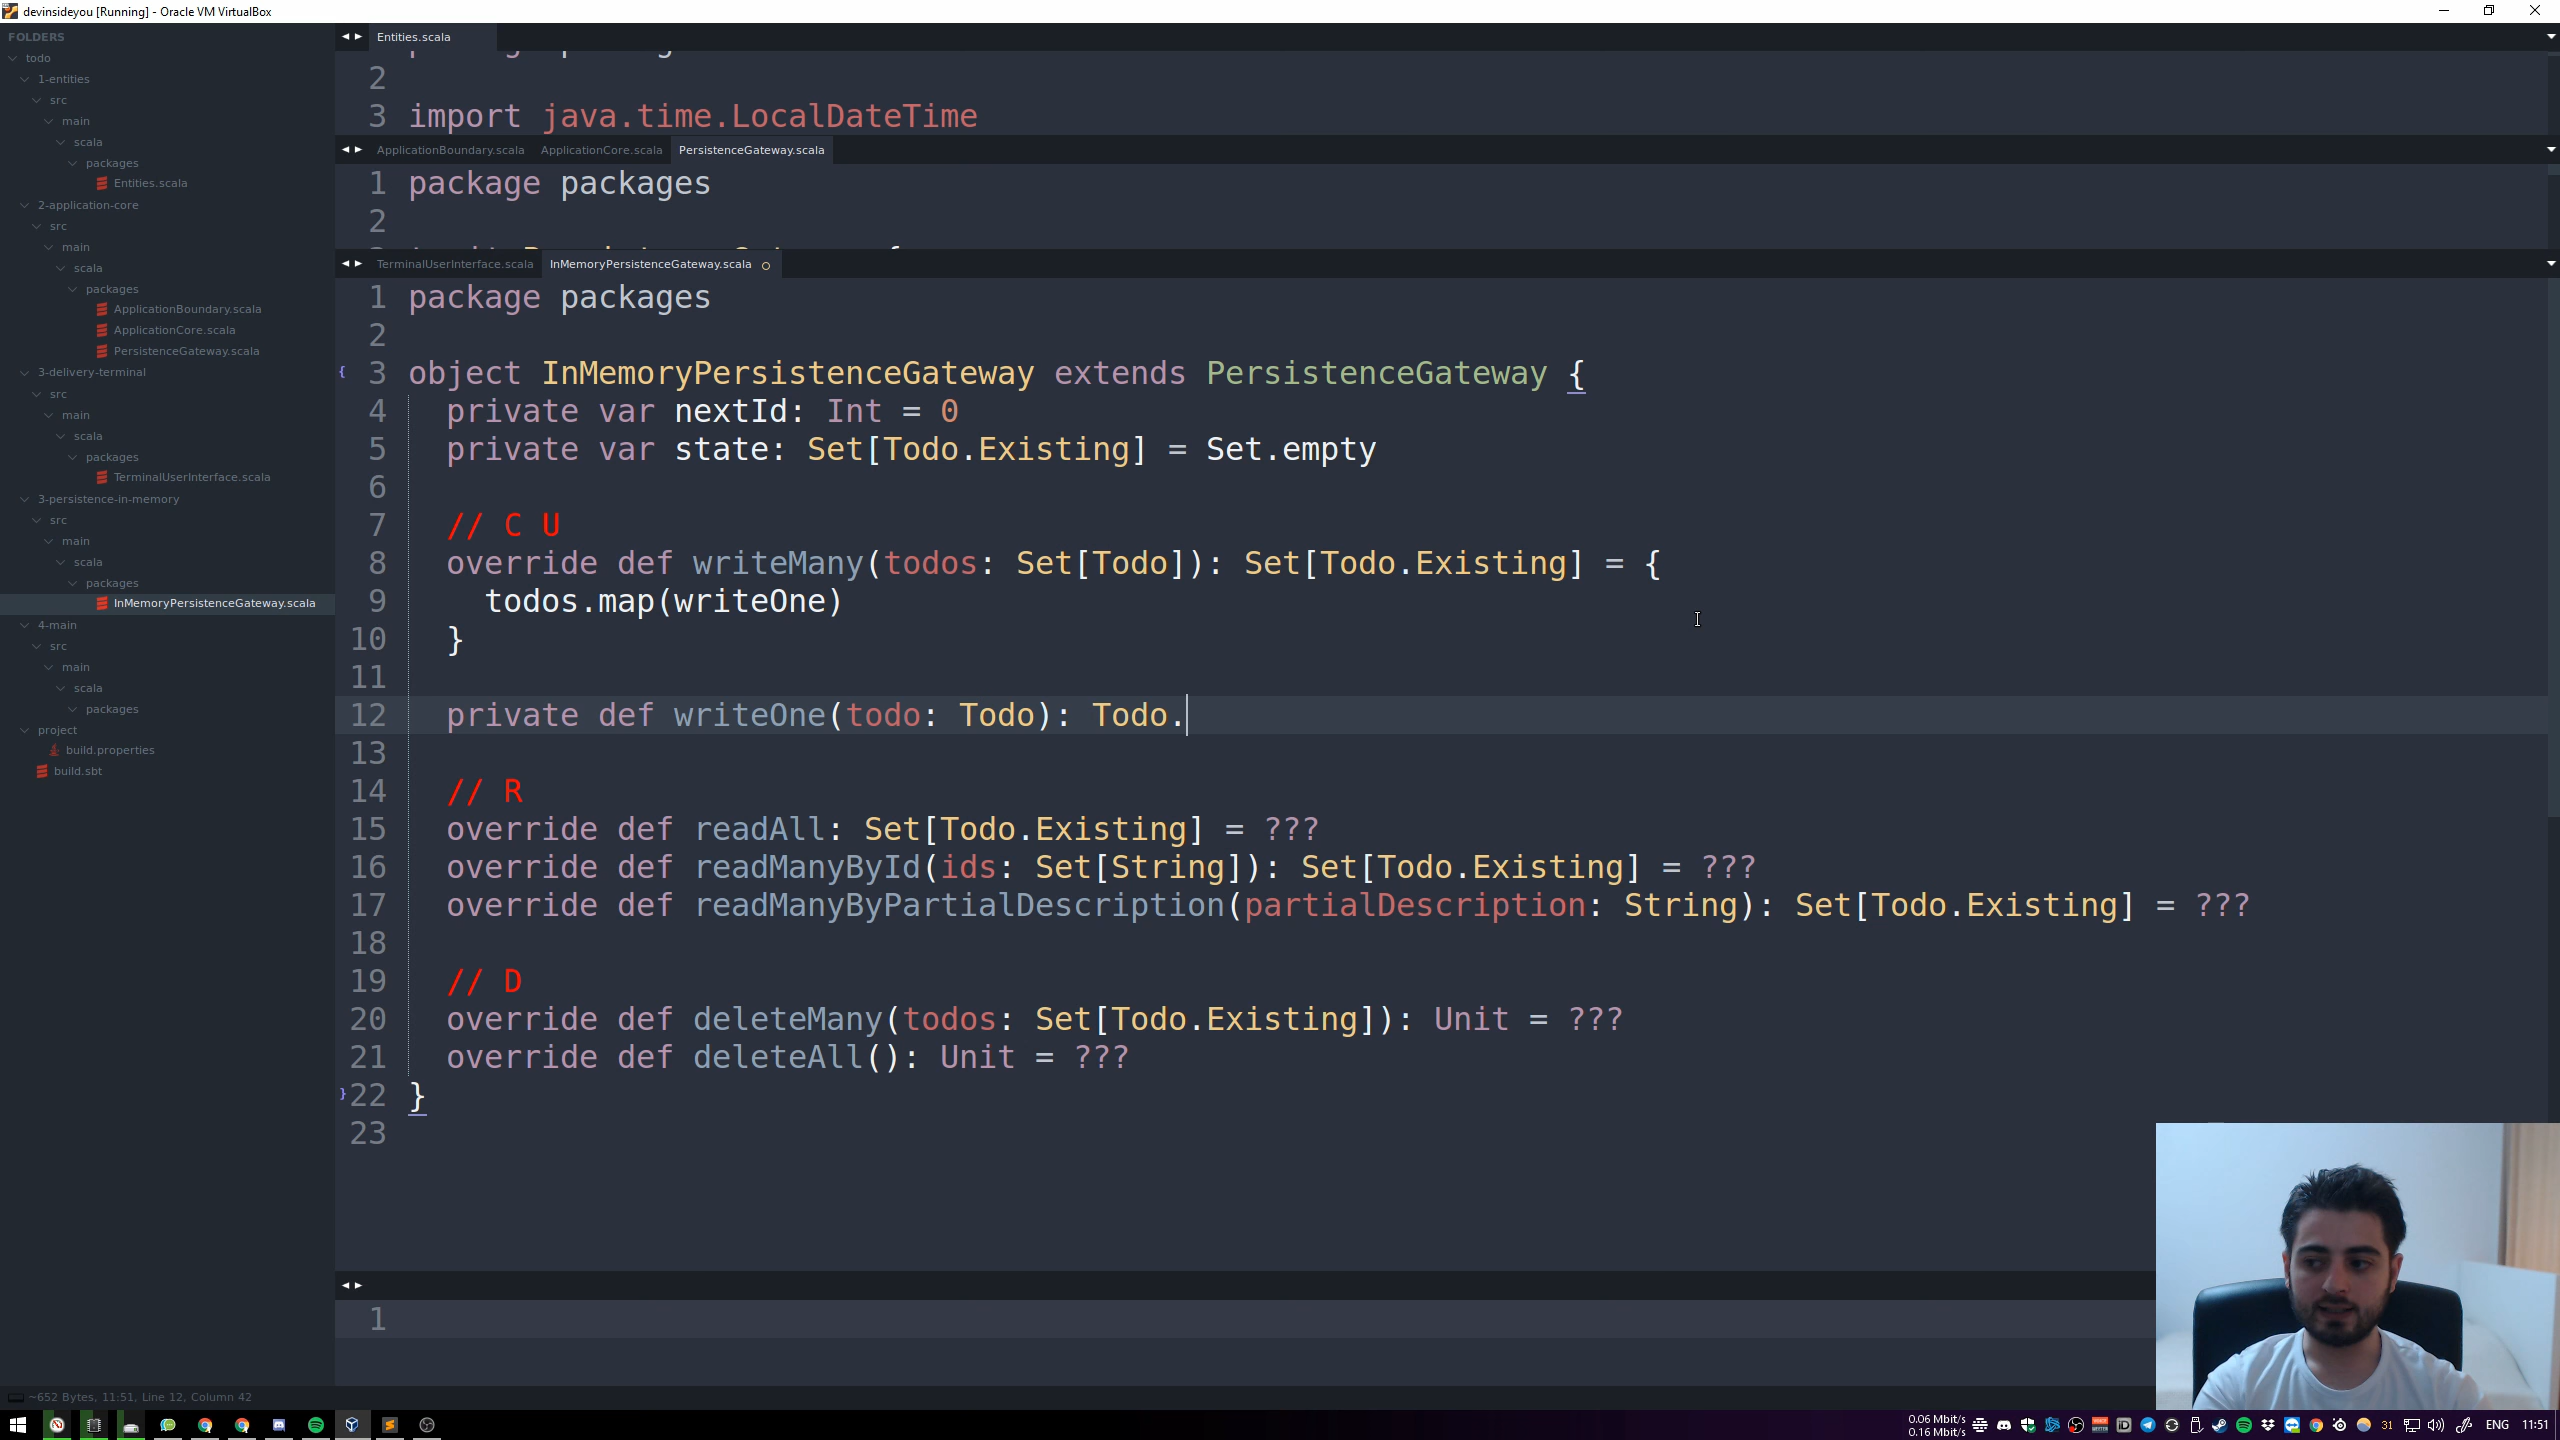 devinsideyou [Running] - Oracle VM VirtualBox
FOLDERS
todo
1-entities
src
main
scala
packages
Entities.scala
2-application-core
src
main
scala
packages
ApplicationBoundary.scala
ApplicationCore.scala
PersistenceGateway.scala
3-delivery-terminal
src
main
scala
packages
TerminalUserInterface.scala
3-persistence-in-memory
src
main
scala
packages
InMemoryPersistenceGateway.scala
4-main
src
main
scala
packages
project
build.properties
build.sbt
Entities.scala
2
3 import java.time.LocalDateTime
ApplicationBoundary.scala ApplicationCore.scala PersistenceGateway.scala
1 package packages
2
TerminalUserInterface.scala InMemoryPersistenceGateway.scala
1 package packages
2
3 object InMemoryPersistenceGateway extends PersistenceGateway {
4 private var nextId: Int = 0
5 private var state: Set[Todo.Existing] = Set.empty
6
7 // C U
8 override def writeMany(todos: Set[Todo]): Set[Todo.Existing] = {
9 todos.map(writeOne)
10 }
11
12 private def writeOne(todo: Todo): Todo.
13
14 // R
15 override def readAll: Set[Todo.Existing] = ???
16 override def readManyById(ids: Set[String]): Set[Todo.Existing] = ???
17 override def readManyByPartialDescription(partialDescription: String): Set[Todo.Existing] = ???
18
19 // D
20 override def deleteMany(todos: Set[Todo.Existing]): Unit = ???
21 override def deleteAll(): Unit = ???
22 }
23
1
~652 Bytes, 11:51, Line 12, Column 42
0.06 Mbit/s
0.16 Mbit/s
31
ENG
11:51